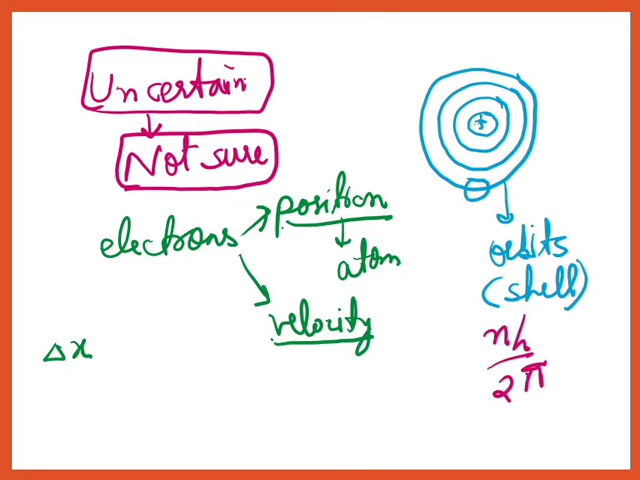 Uncertain
Not sure
electrons
position
atom
velocity
Δx
+
orbits
(shell)
nh
2π